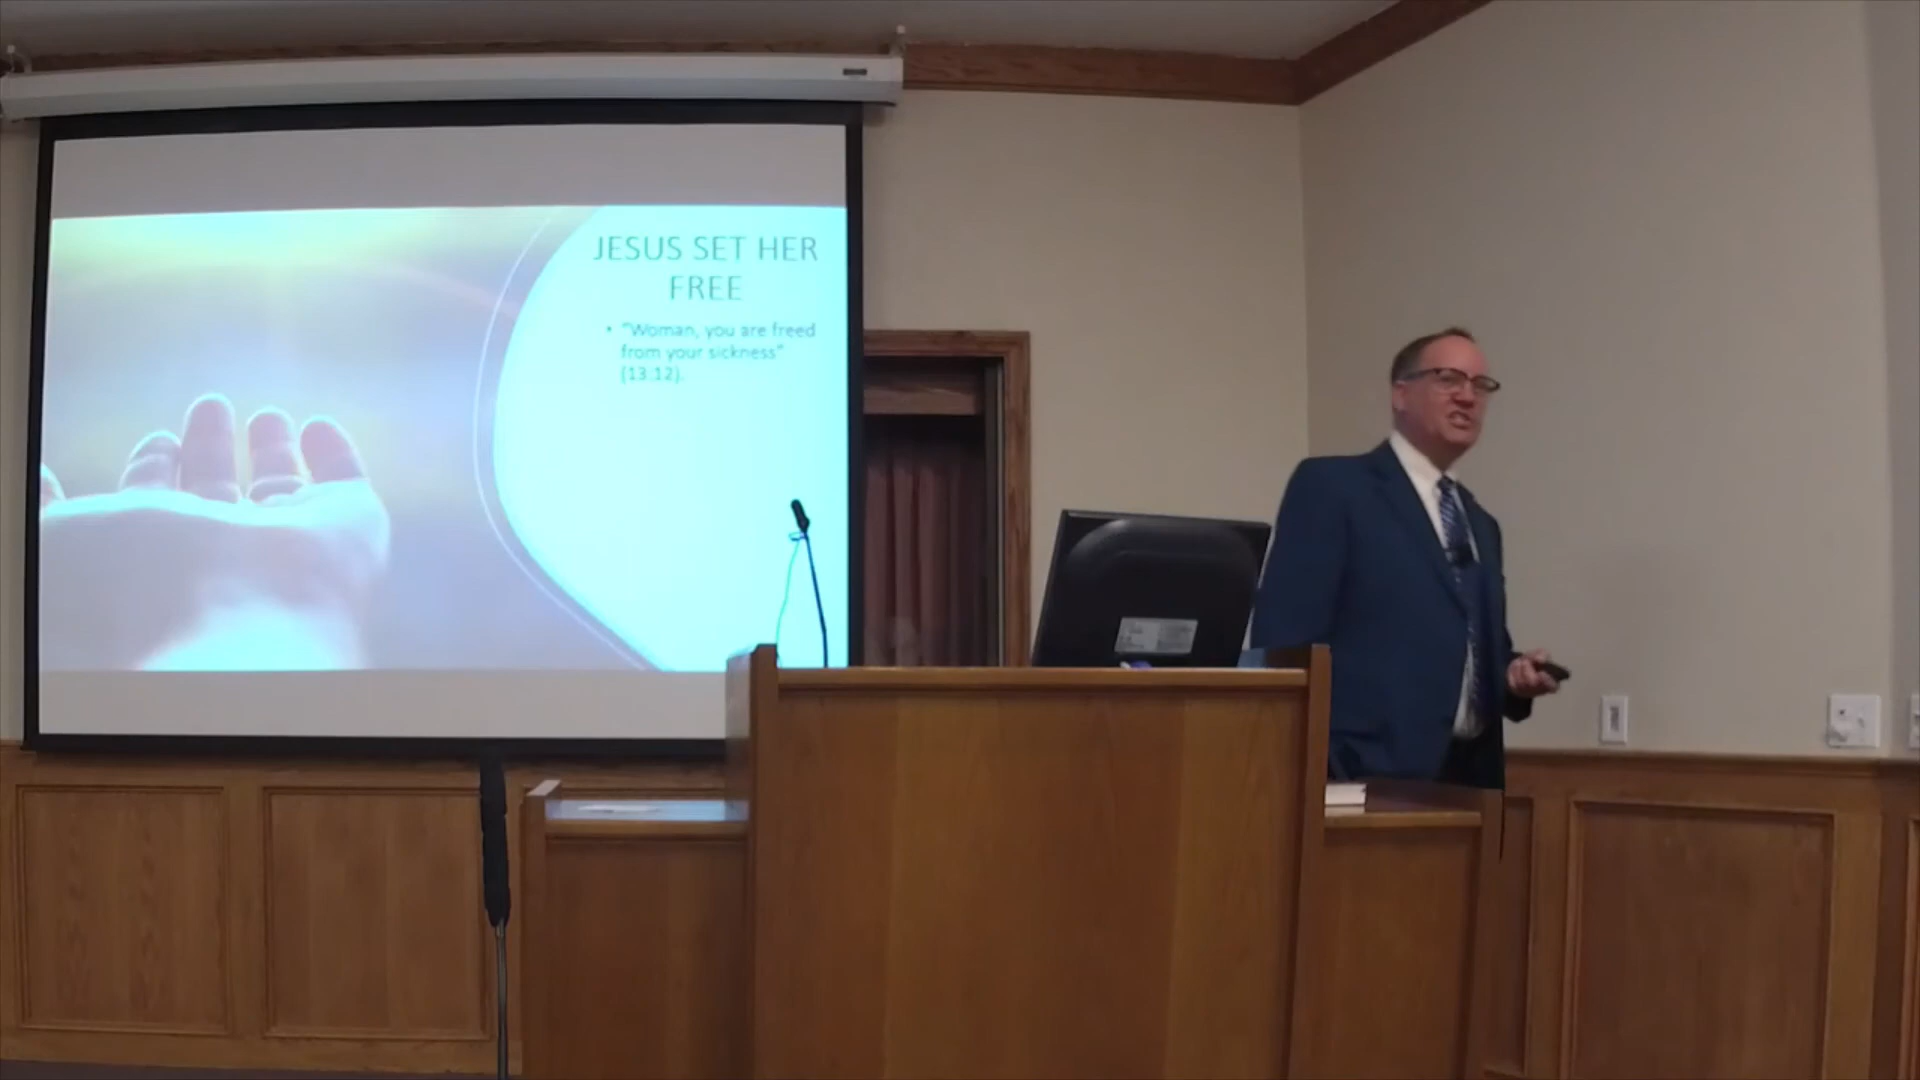 JESUS SET HER
FREE
• "Woman, you are freed
from your sickness"
(13:12).